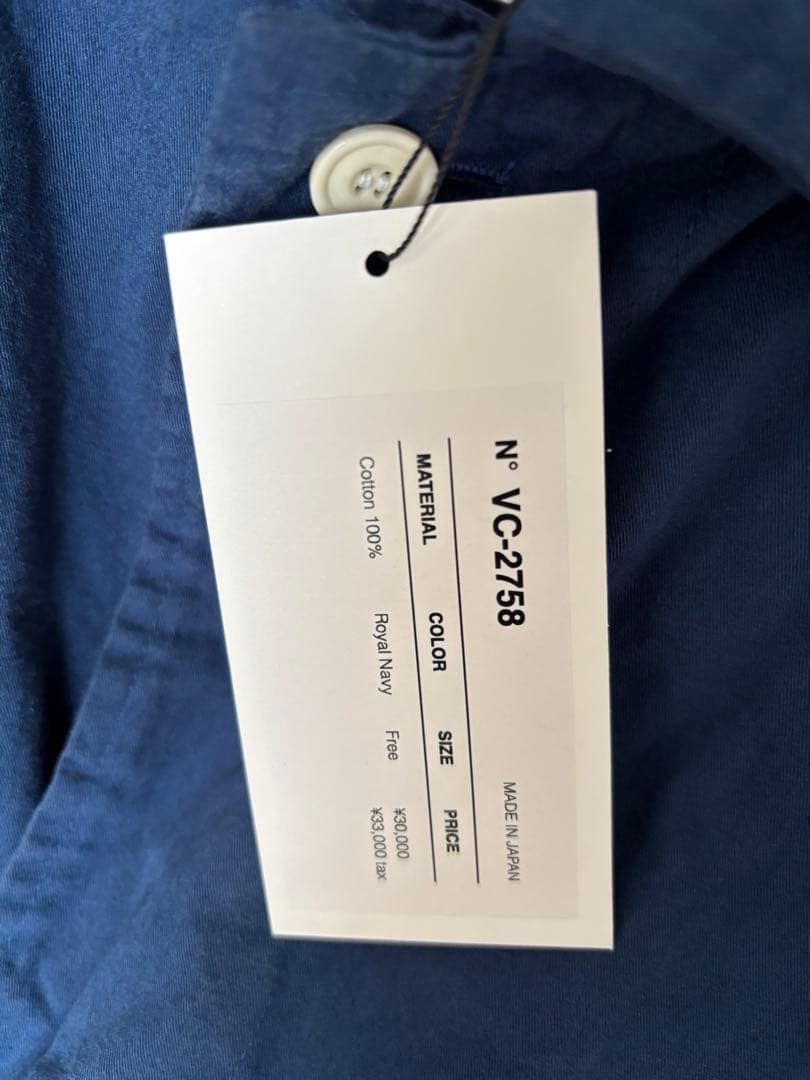 N° VC-2758
MADE IN JAPAN
MATERIAL COLOR SIZE PRICE
Cotton 100% Royal Navy Free ¥30,000
¥33,000 tax